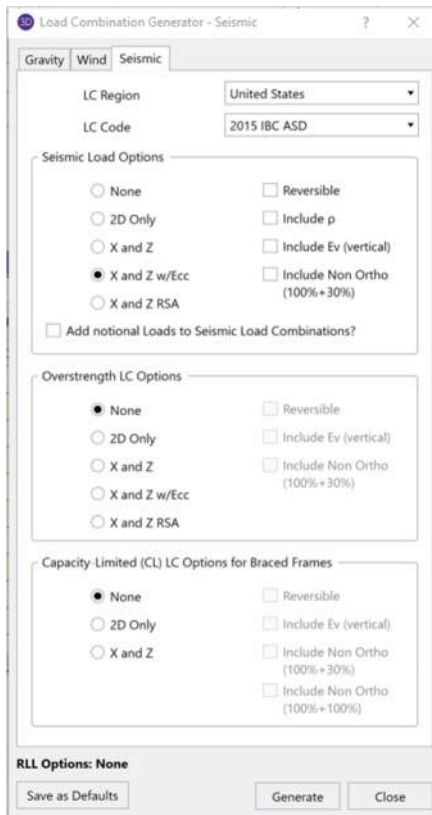 3D Load Combination Generator - Seismic ? ×
Gravity Wind Seismic
LC Region United States
LC Code 2015 IBC ASD
Seismic Load Options
None Reversible
2D Only Include ρ
X and Z Include Ev (vertical)
X and Z w/Ecc Include Non Ortho
(100%+30%)
X and Z RSA
Add notional Loads to Seismic Load Combinations?
Overstrength LC Options
None Reversible
2D Only Include Ev (vertical)
X and Z Include Non Ortho
(100%+30%)
X and Z w/Ecc
X and Z RSA
Capacity-Limited (CL) LC Options for Braced Frames
None Reversible
2D Only Include Ev (vertical)
X and Z Include Non Ortho
(100%+30%)
Include Non Ortho
(100%+100%)
RLL Options: None
Save as Defaults Generate Close